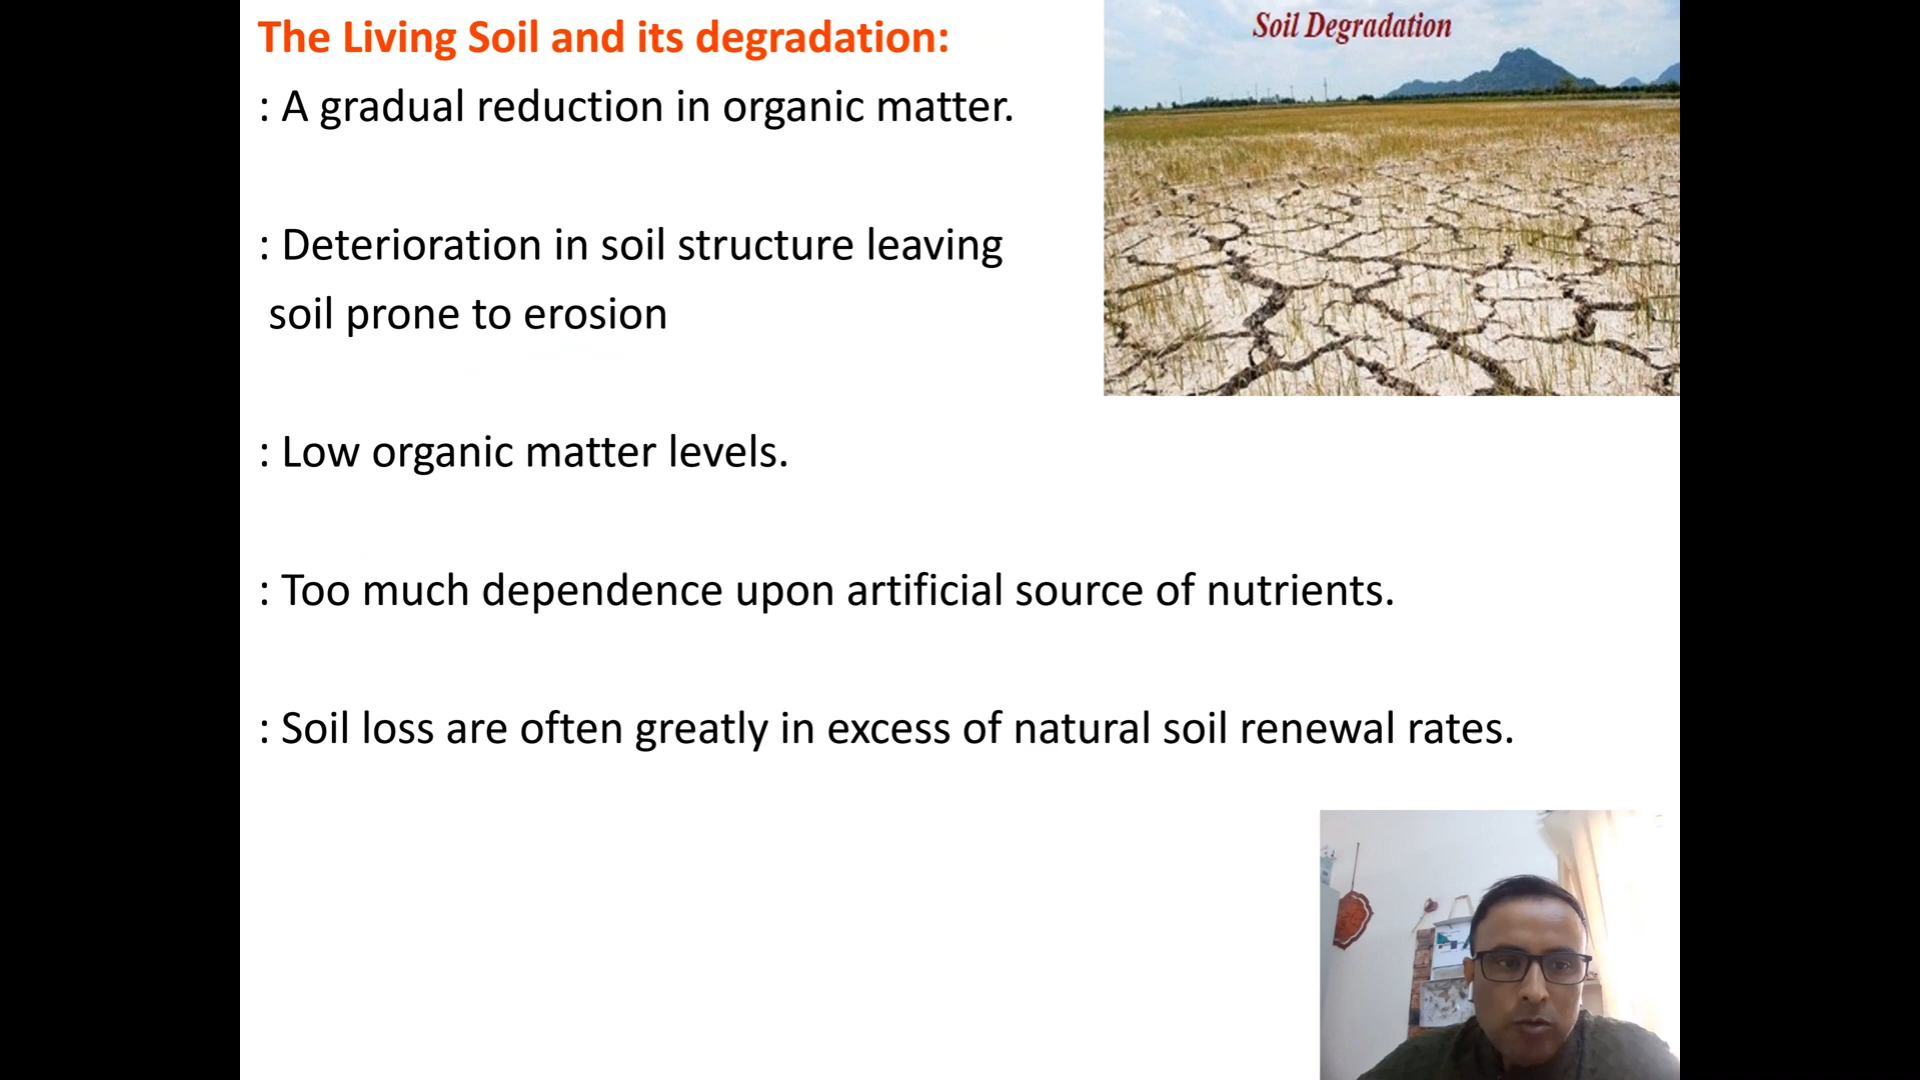 The Living Soil and its degradation:
: A gradual reduction in organic matter.
: Deterioration in soil structure leaving
soil prone to erosion
: Low organic matter levels.
: Too much dependence upon artificial source of nutrients.
: Soil loss are often greatly in excess of natural soil renewal rates.
Soil Degradation